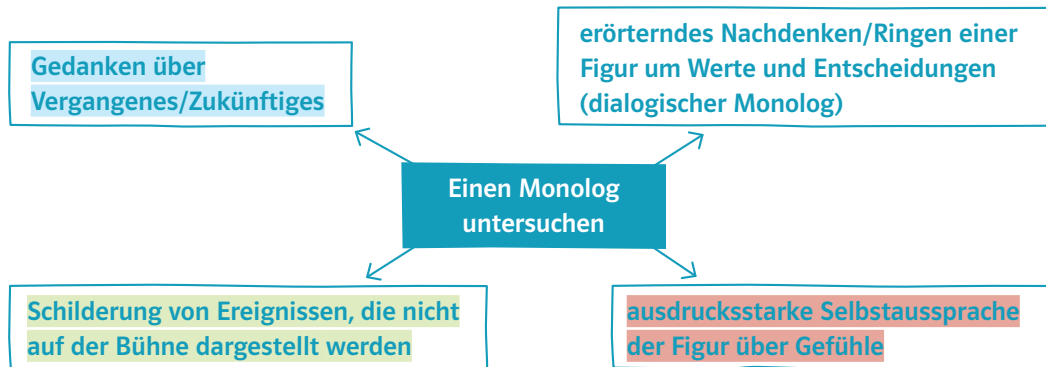 Gedanken über
Vergangenes/Zukünftiges
erörterndes Nachdenken/Ringen einer
Figur um Werte und Entscheidungen
(dialogischer Monolog)
Einen Monolog
untersuchen
Schilderung von Ereignissen, die nicht
auf der Bühne dargestellt werden
ausdrucksstarke Selbstaussprache
der Figur über Gefühle